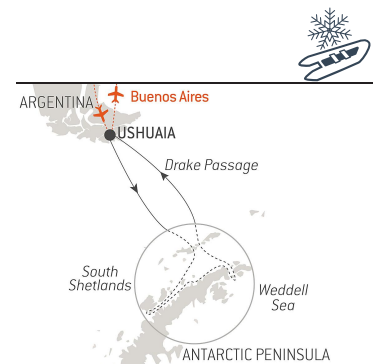 Buenos Aires
ARGENTINA
USHUAIA
Drake Passage
South
Shetlands
Weddell
Sea
ANTARCTIC PENINSULA